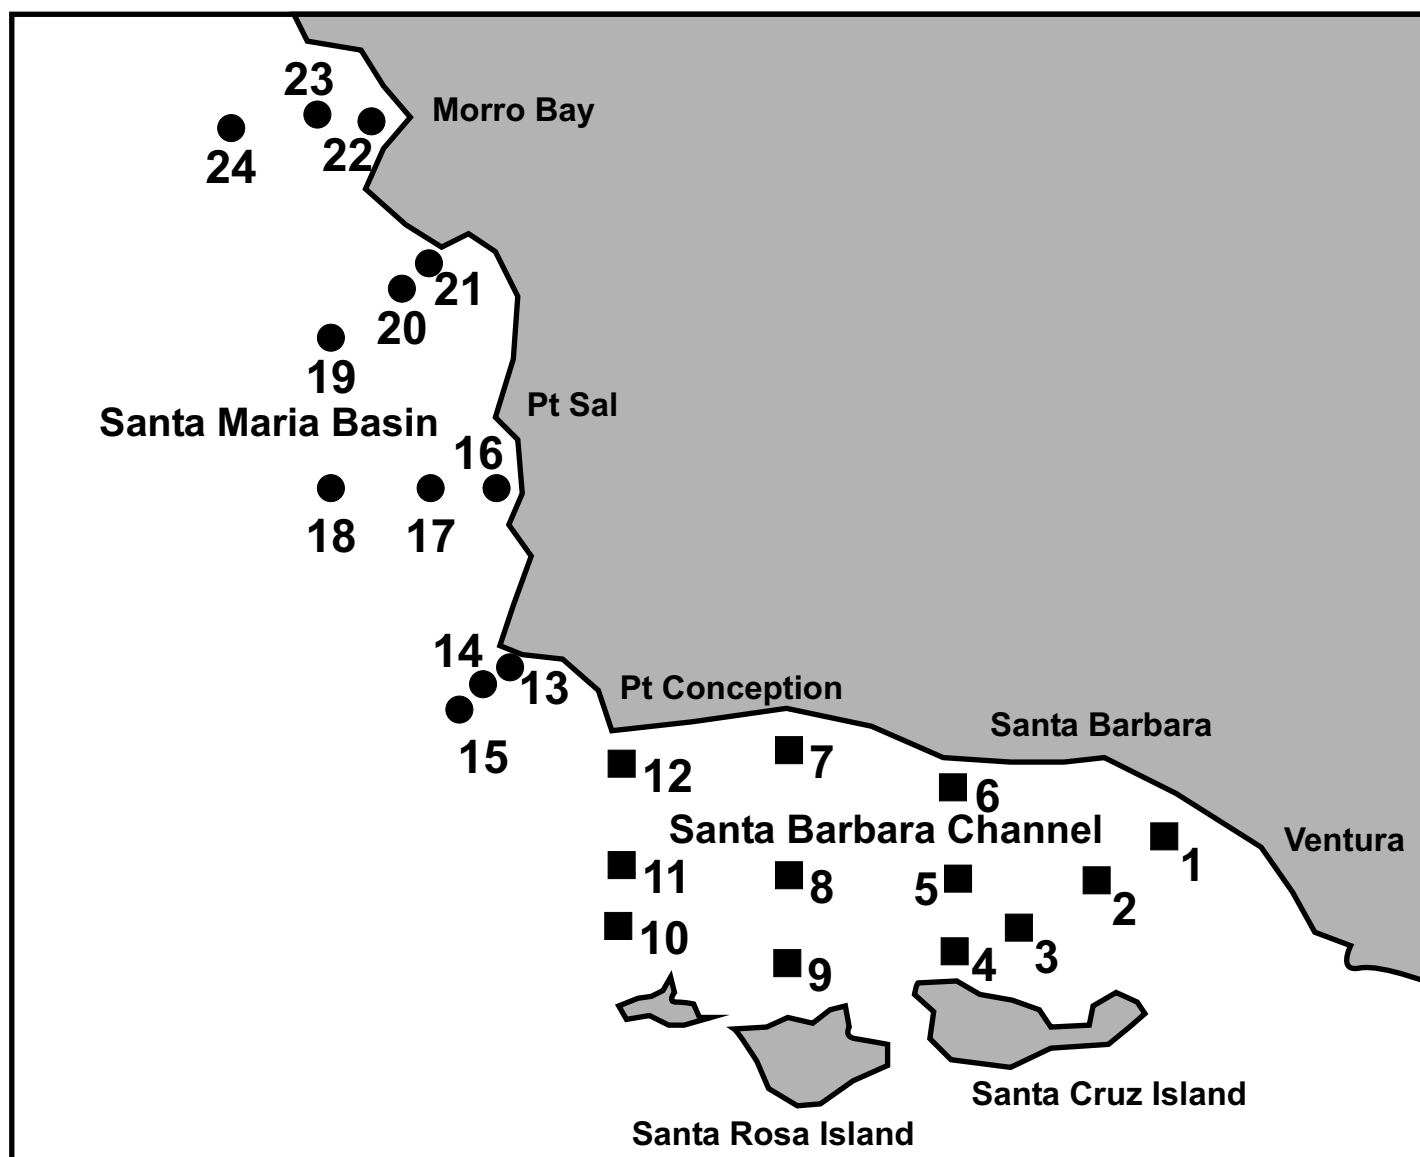 23
Morro Bay
22
24
21
20
19
Pt Sal
Santa Maria Basin
16
18
17
14
13
Pt Conception
Santa Barbara
15
12
7
6
Santa Barbara Channel
Ventura
1
11
8
5
2
10
3
4
9
Santa Cruz Island
Santa Rosa Island